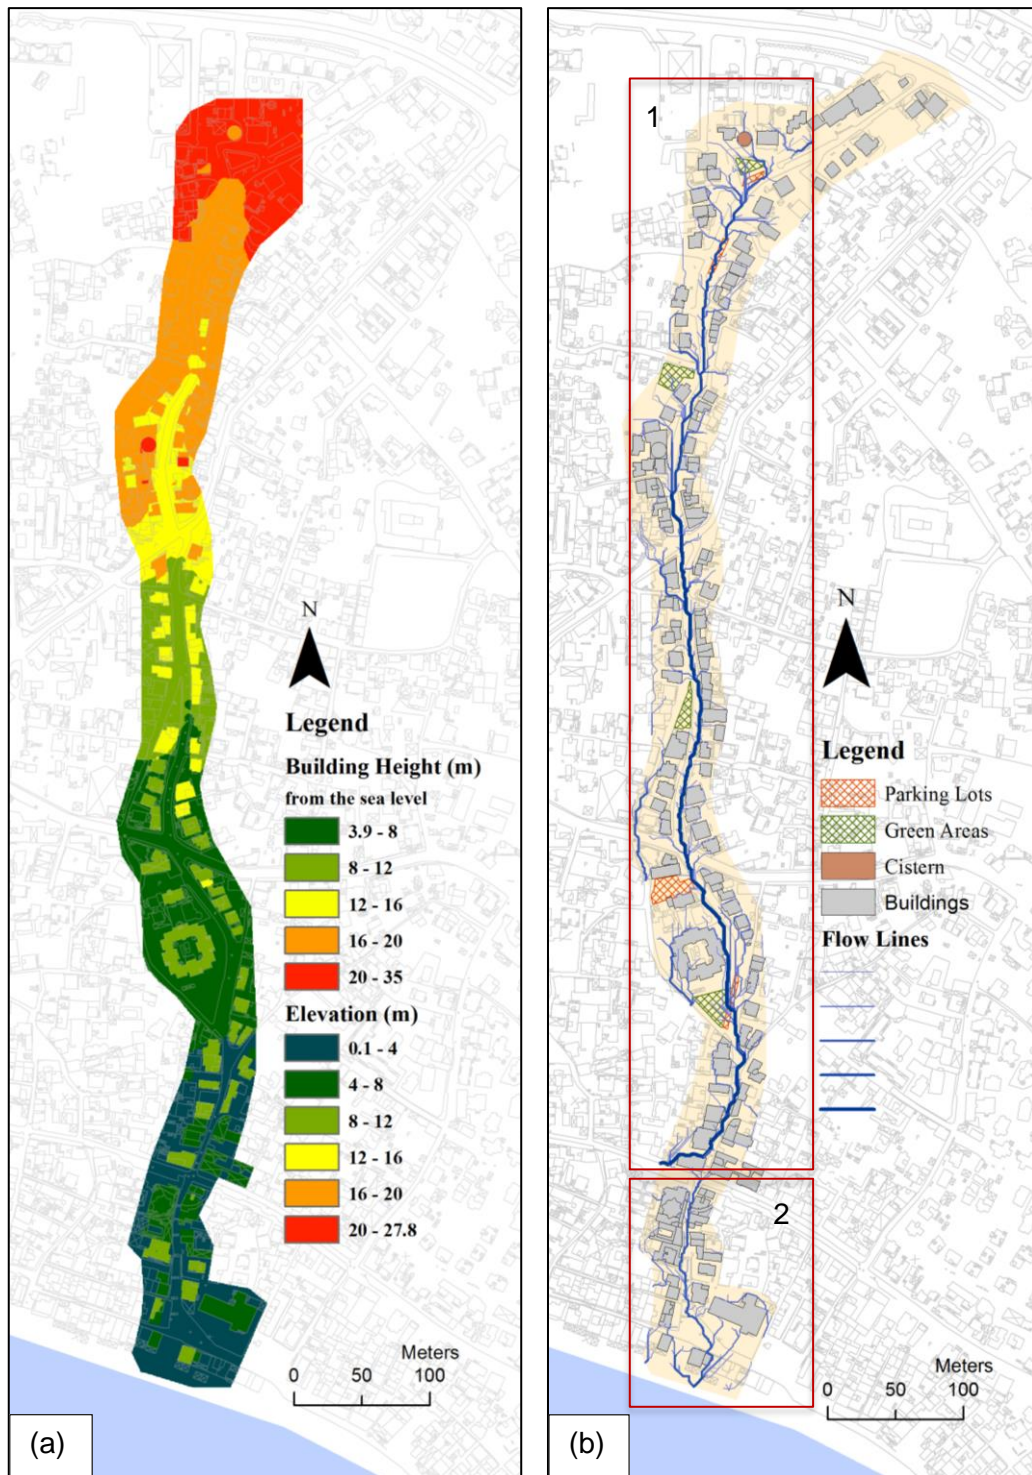 N
Legend
Building Height (m)
from the sea level
3.9 - 8
8 - 12
12 - 16
16 - 20
20 - 35
Elevation (m)
0.1 - 4
4 - 8
8 - 12
12 - 16
16 - 20
20 - 27.8
Meters
0 50 100
(a)
1
N
Legend
Parking Lots
Green Areas
Cistern
Buildings
Flow Lines
2
Meters
0 50 100
(b)